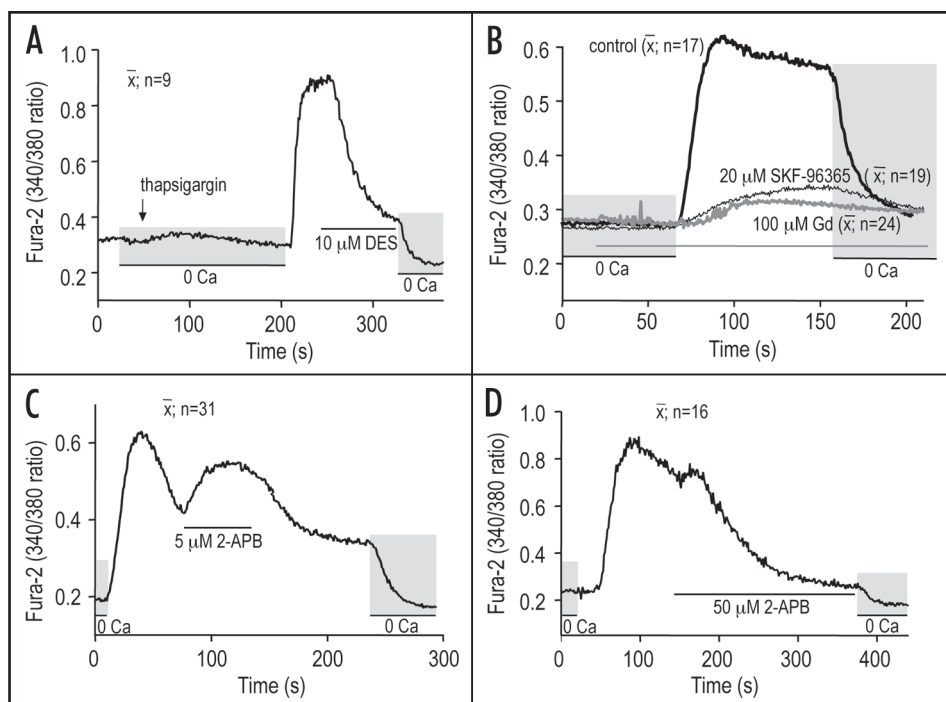 A
x̄; n=9
Fura-2 (340/380 ratio)
1.0
0.8
0.6
0.4
0.2
thapsigargin
0 Ca
10 μM DES
0 Ca
0
100
200
300
Time (s)
B
control (x̄; n=17)
Fura-2 (340/380 ratio)
0.6
0.5
0.4
0.3
0.2
20 μM SKF-96365 (x̄; n=19)
100 μM Gd (x̄; n=24)
0 Ca
0 Ca
0
50
100
150
200
Time (s)
C
x̄; n=31
Fura-2 (340/380 ratio)
0.6
0.4
0.2
5 μM 2-APB
0 Ca
0 Ca
0
100
200
300
Time (s)
D
x̄; n=16
Fura-2 (340/380 ratio)
1.0
0.8
0.6
0.4
0.2
50 μM 2-APB
0 Ca
0 Ca
0
100
200
300
400
Time (s)